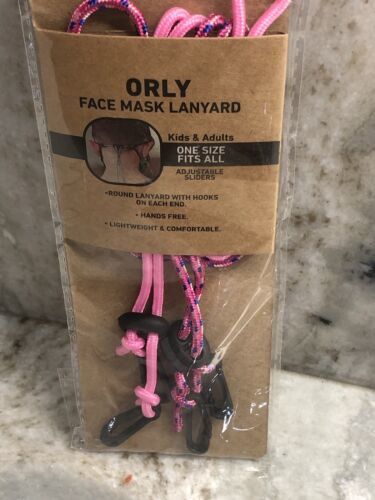 ORLY
FACE MASK LANYARD
Kids & Adults
ONE SIZE
FITS ALL
ADJUSTABLE
SLIDERS
•ROUND LANYARD WITH HOOKS
ON EACH END.
• HANDS FREE.
• LIGHTWEIGHT & COMFORTABLE.